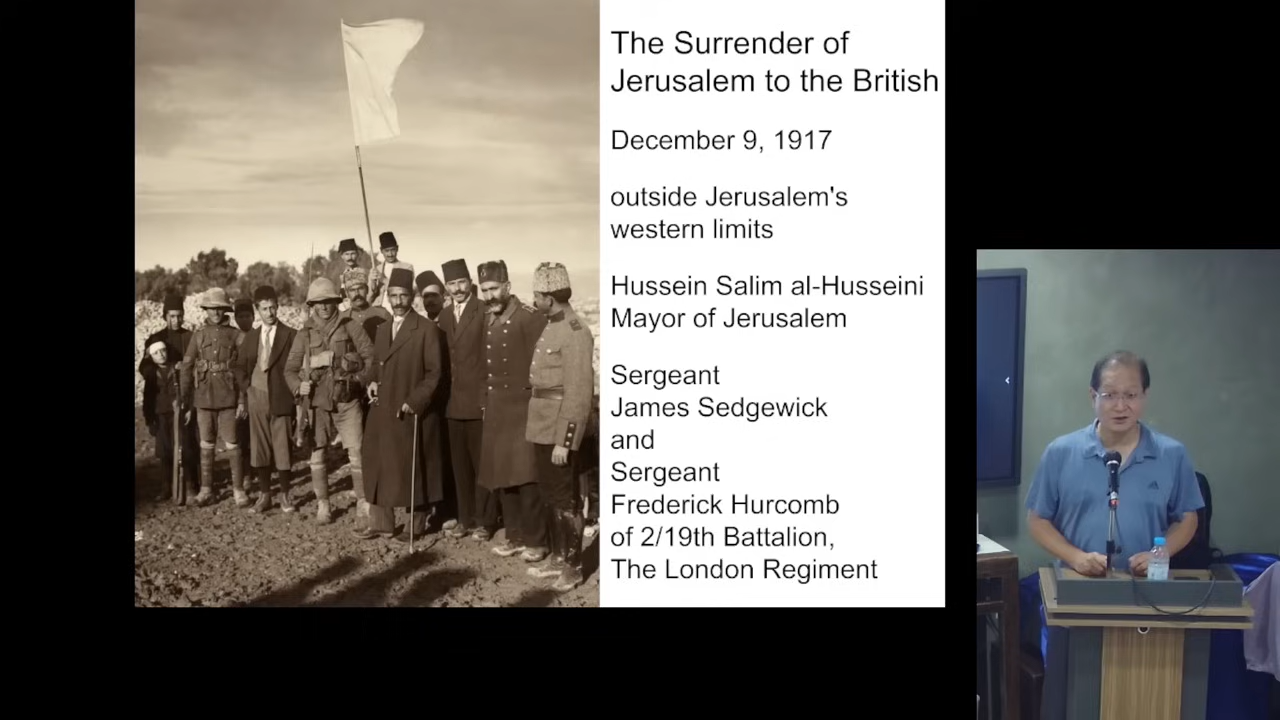 The Surrender of
Jerusalem to the British
December 9, 1917
outside Jerusalem's
western limits
Hussein Salim al-Husseini
Mayor of Jerusalem
Sergeant
James Sedgewick
and
Sergeant
Frederick Hurcomb
of 2/19th Battalion,
The London Regiment